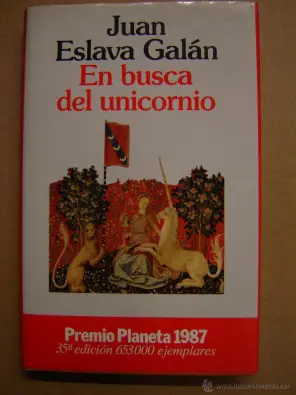 Juan
Eslava Galán
En busca
del unicornio
Premio Planeta 1987
35ª edición 653000 ejemplares